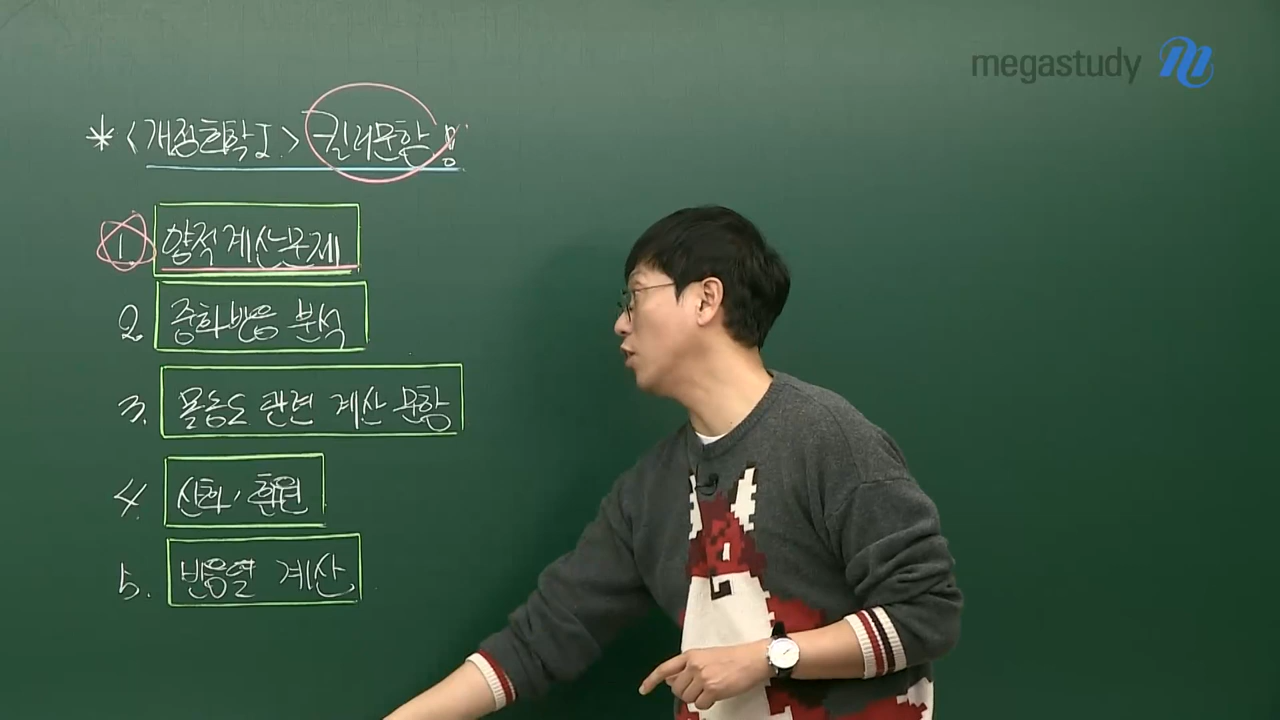 megastudy
* <개정화학I> 킬러문항
1. 양적 계산문제
2. 중화반응 분석
3. 몰농도 관련 계산 문항
4. 산화, 환원
5. 반응열 계산